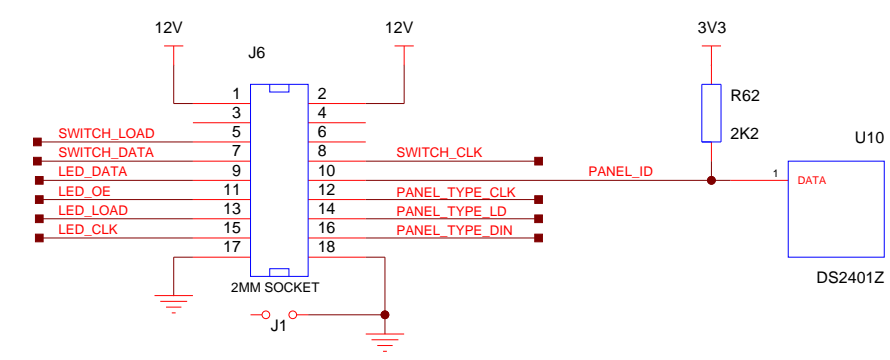 12V 12V 3V3
J6
R62
1 2
3 4
2K2 U10
SWITCH_LOAD 5 6
SWITCH_DATA 7 8 SWITCH_CLK
LED_DATA 9 10 PANEL_ID 1 DATA
LED_OE 11 12 PANEL_TYPE_CLK
LED_LOAD 13 14 PANEL_TYPE_LD
LED_CLK 15 16 PANEL_TYPE_DIN
17 18
DS2401Z
2MM SOCKET
J1